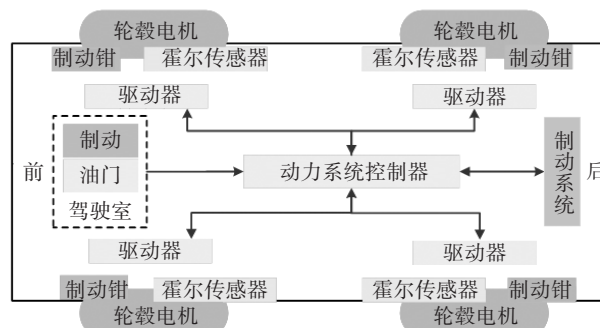 轮毂电机
轮毂电机
制动钳
霍尔传感器
霍尔传感器
制动钳
驱动器
驱动器
制动
油门
驾驶室
前
动力系统控制器
制动系统
后
驱动器
驱动器
制动钳
霍尔传感器
霍尔传感器
制动钳
轮毂电机
轮毂电机